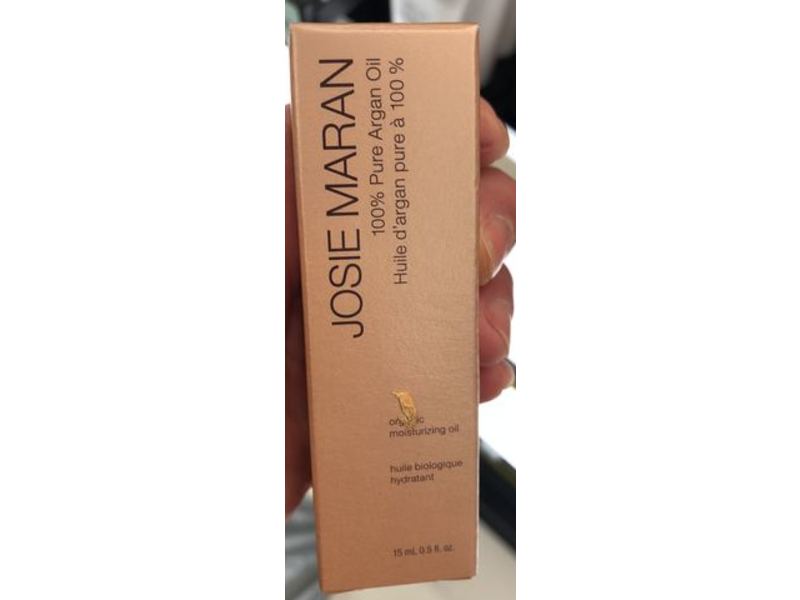 JOSIE MARAN
100% Pure Argan Oil
Huile d'argan pure à 100 %
moisturizing oil
huile biologique
hydratant
15 mL 0.5 fl. oz.